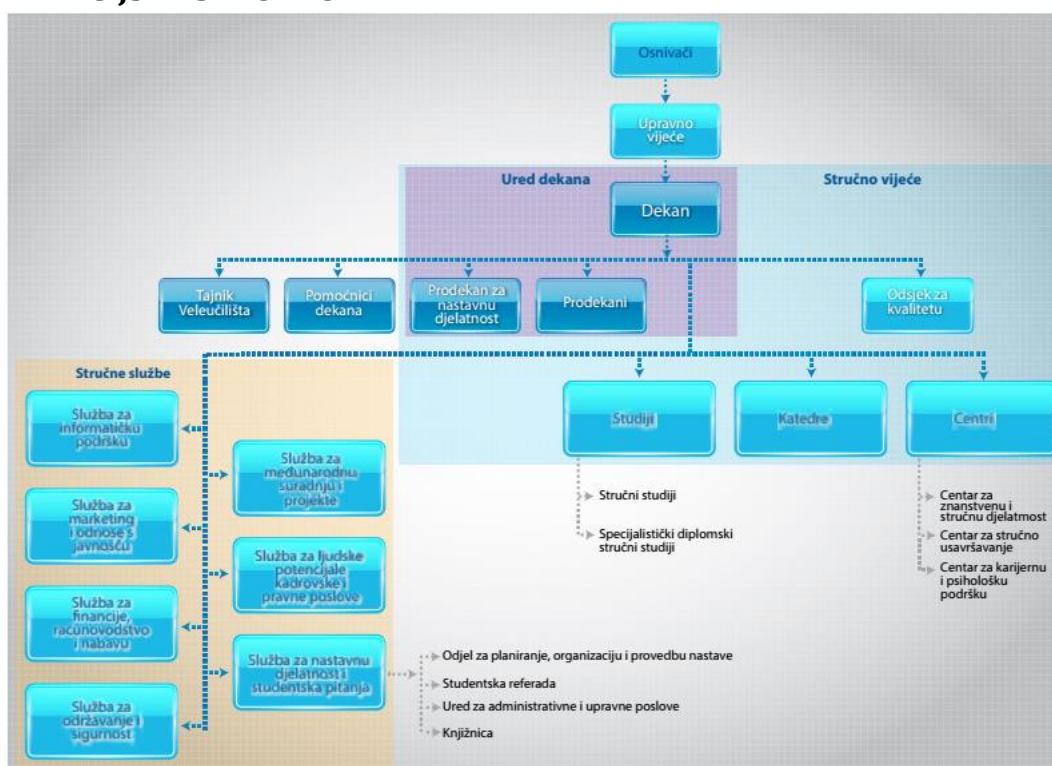 Osnivači
Upravno
vijeće
Ured dekana
Stručno vijeće
Dekan
Tajnik
Veleučilišta
Pomoćnici
dekana
Prodekan za
nastavnu
djelatnost
Prodekani
Odsjek za
kvalitetu
Stručne službe
Služba za
informatičku
podršku
Studiji
Katedre
Centri
Služba za
međunarodnu
suradnju i
projekte
Služba za
marketing
i odnose s
javnošću
Stručni studiji
Specijalistički diplomski
stručni studiji
Centar za
znanstvenu i
stručnu djelatmost
Centar za stručno
usavršavanje
Centar za karijernu
i psihološku
podršku
Služba za ljudske
potencijale
kadrovske i
pravne poslove
Služba za
financije,
računovodstvo
i nabavu
Služba za nastavnu
djelatnost i
studentska pitanja
Odjel za planiranje, organizaciju i provedbu nastave
Studentska referada
Ured za administrativne i upravne poslove
Knjižnica
Služba za
održavanje i
sigurnost